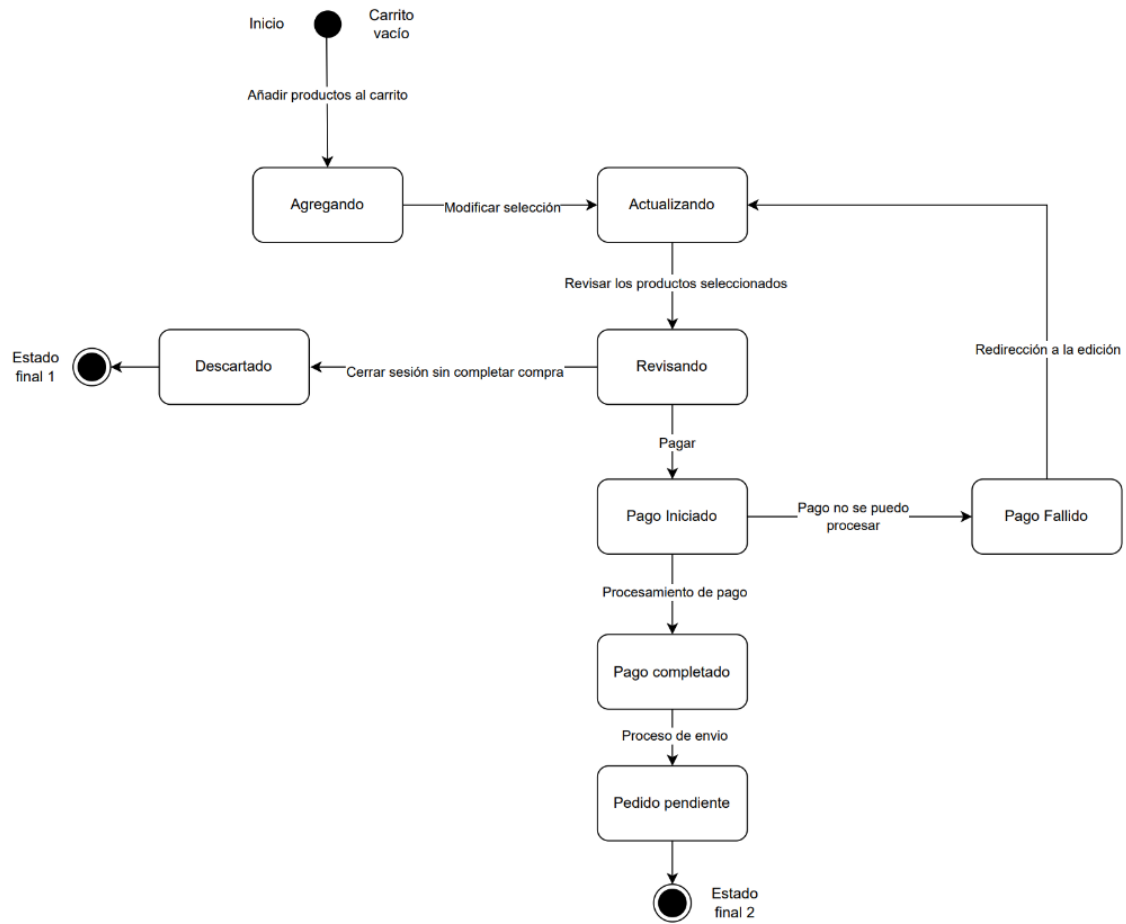 Inicio
Carrito
vacío
Añadir productos al carrito
Agregando
Modificar selección
Actualizando
Revisar los productos seleccionados
Estado
final 1
Descartado
Cerrar sesión sin completar compra
Revisando
Redirección a la edición
Pagar
Pago Iniciado
Pago no se puedo
procesar
Pago Fallido
Procesamiento de pago
Pago completado
Proceso de envio
Pedido pendiente
Estado
final 2